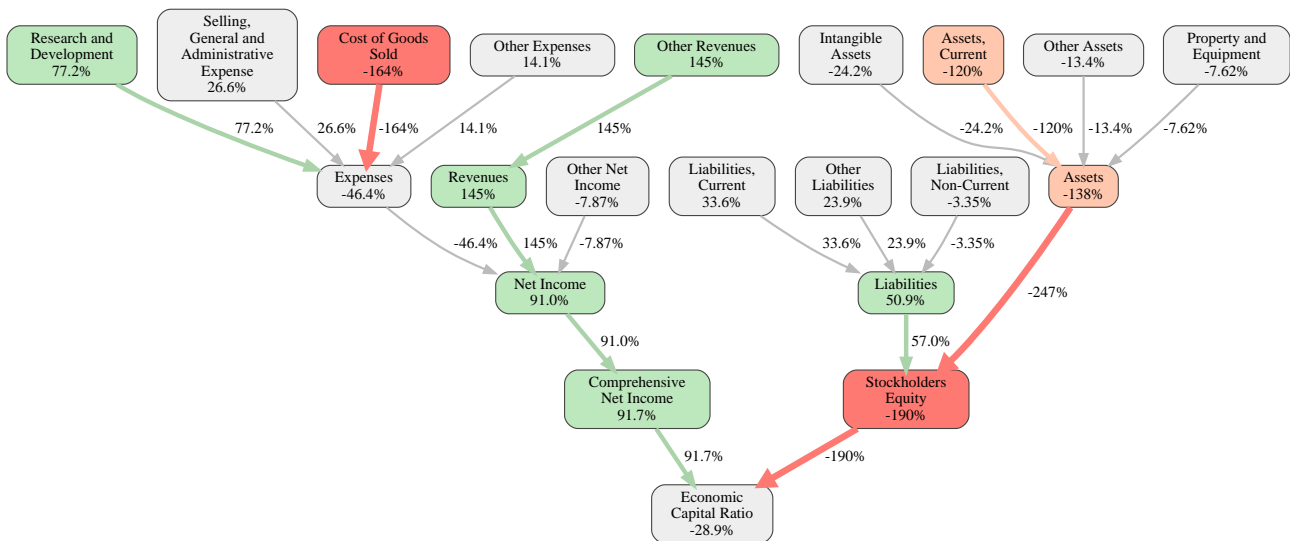 Research and
Development
77.2%
Selling,
General and
Administrative
Expense
26.6%
Cost of Goods
Sold
-164%
Other Expenses
14.1%
Other Revenues
145%
Intangible
Assets
-24.2%
Assets,
Current
-120%
Other Assets
-13.4%
Property and
Equipment
-7.62%
77.2%
26.6%
-164%
14.1%
145%
-24.2%
-120%
-13.4%
-7.62%
Expenses
-46.4%
Revenues
145%
Other Net
Income
-7.87%
Liabilities,
Current
33.6%
Other
Liabilities
23.9%
Liabilities,
Non-Current
-3.35%
Assets
-138%
-46.4%
145%
-7.87%
33.6%
23.9%
-3.35%
Net Income
91.0%
Liabilities
50.9%
-247%
91.0%
57.0%
Comprehensive
Net Income
91.7%
Stockholders
Equity
-190%
91.7%
-190%
Economic
Capital Ratio
-28.9%